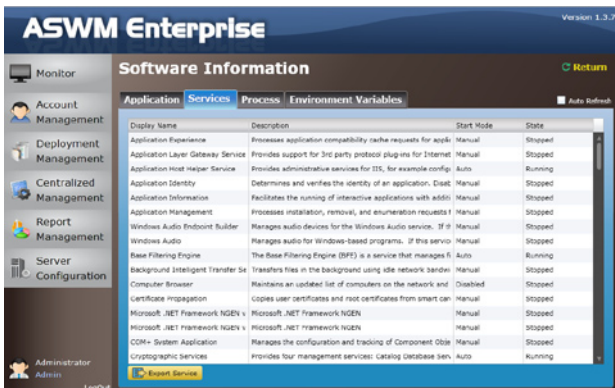 ASWM Enterprise
Version 1.3.7
Monitor
Account
Management
Deployment
Management
Centralized
Management
Report
Management
Server
Configuration
Administrator
Admin
LogOut
Software Information
Return
Application Services Process Environment Variables
Auto Refresh
Display Name Description Start Mode State
Application Experience Processes application compatibility cache requests for applic Manual Stopped
Application Layer Gateway Service Provides support for 3rd party protocol plug-ins for Internet Manual Stopped
Application Host Helper Service Provides administrative services for IIS, for example config Auto Running
Application Identity Determines and verifies the identity of an application. Disab Manual Stopped
Application Information Facilitates the running of interactive applications with additi Manual Stopped
Application Management Processes installation, removal, and enumeration requests f Manual Stopped
Windows Audio Endpoint Builder Manages audio devices for the Windows Audio service. If th Manual Stopped
Windows Audio Manages audio for Windows-based programs. If this servic Manual Stopped
Base Filtering Engine The Base Filtering Engine (BFE) is a service that manages fi Auto Running
Background Intelligent Transfer Se Transfers files in the background using idle network bandwi Manual Stopped
Computer Browser Maintains an updated list of computers on the network and Disabled Stopped
Certificate Propagation Copies user certificates and root certificates from smart can Manual Stopped
Microsoft .NET Framework NGEN v Microsoft .NET Framework NGEN Manual Stopped
Microsoft .NET Framework NGEN v Microsoft .NET Framework NGEN Manual Stopped
COM+ System Application Manages the configuration and tracking of Component Obje Manual Stopped
Cryptographic Services Provides four management services: Catalog Database Serv Auto Running
Export Service